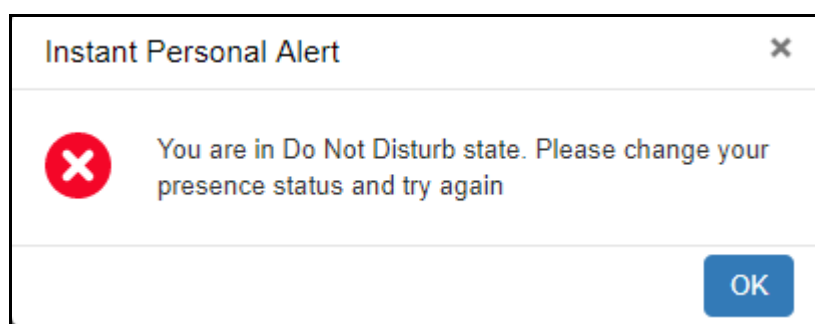 Instant Personal Alert
You are in Do Not Disturb state. Please change your
presence status and try again
OK